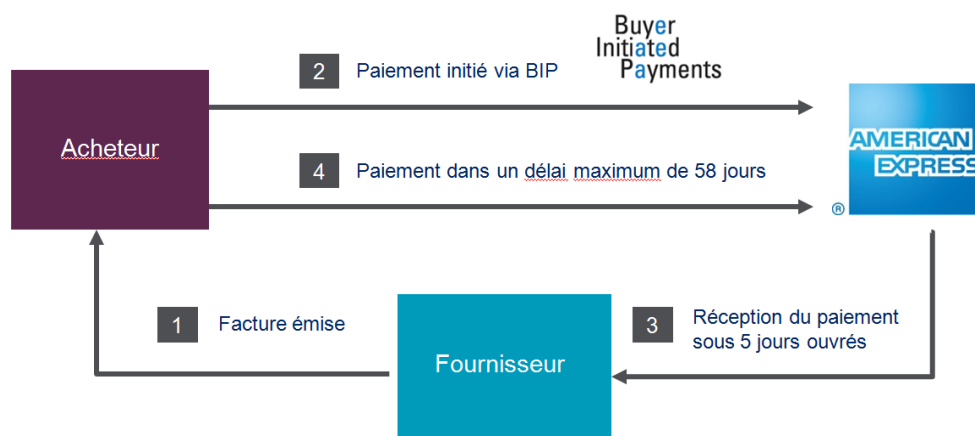 Buyer
Initiated
Payments
2
Paiement initié via BIP
Acheteur
AMERICAN
EXPRESS
®
4
Paiement dans un délai maximum de 58 jours
1
Facture émise
Fournisseur
3
Réception du paiement
sous 5 jours ouvrés